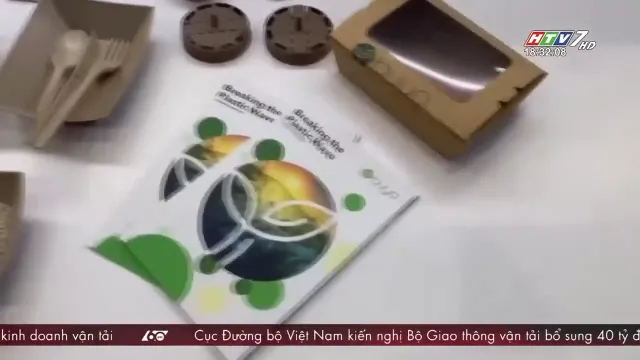 HTV7 HD
18:32:08
Breaking the
Plastic Wave
Breaking the
Plastic Wave
kinh doanh vận tải
60
Cục Đường bộ Việt Nam kiến nghị Bộ Giao thông vận tải bổ sung 40 tỷ đ